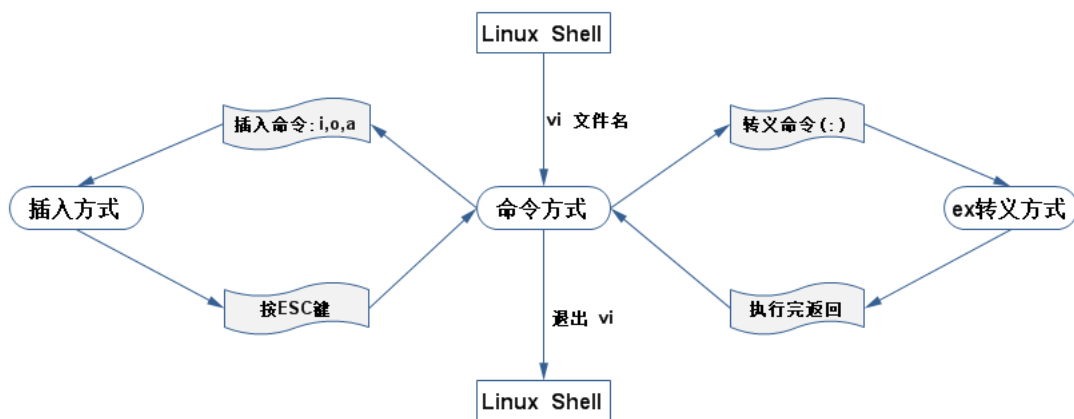 Linux Shell
vi 文件名
插入命令:i,o,a
转义命令(:)
插入方式
命令方式
ex转义方式
按ESC键
执行完返回
退出 vi
Linux Shell